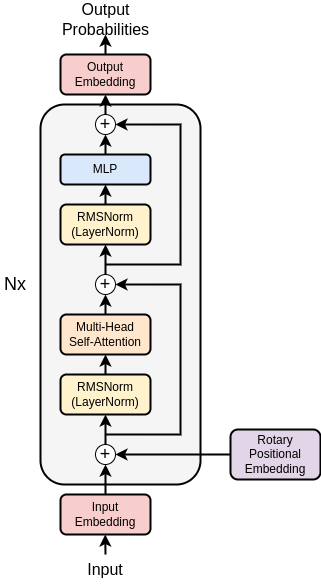 Output
Probabilities
Output
Embedding
+
MLP
RMSNorm
(LayerNorm)
+
Nx
Multi-Head
Self-Attention
RMSNorm
(LayerNorm)
+
Rotary
Positional
Embedding
Input
Embedding
Input